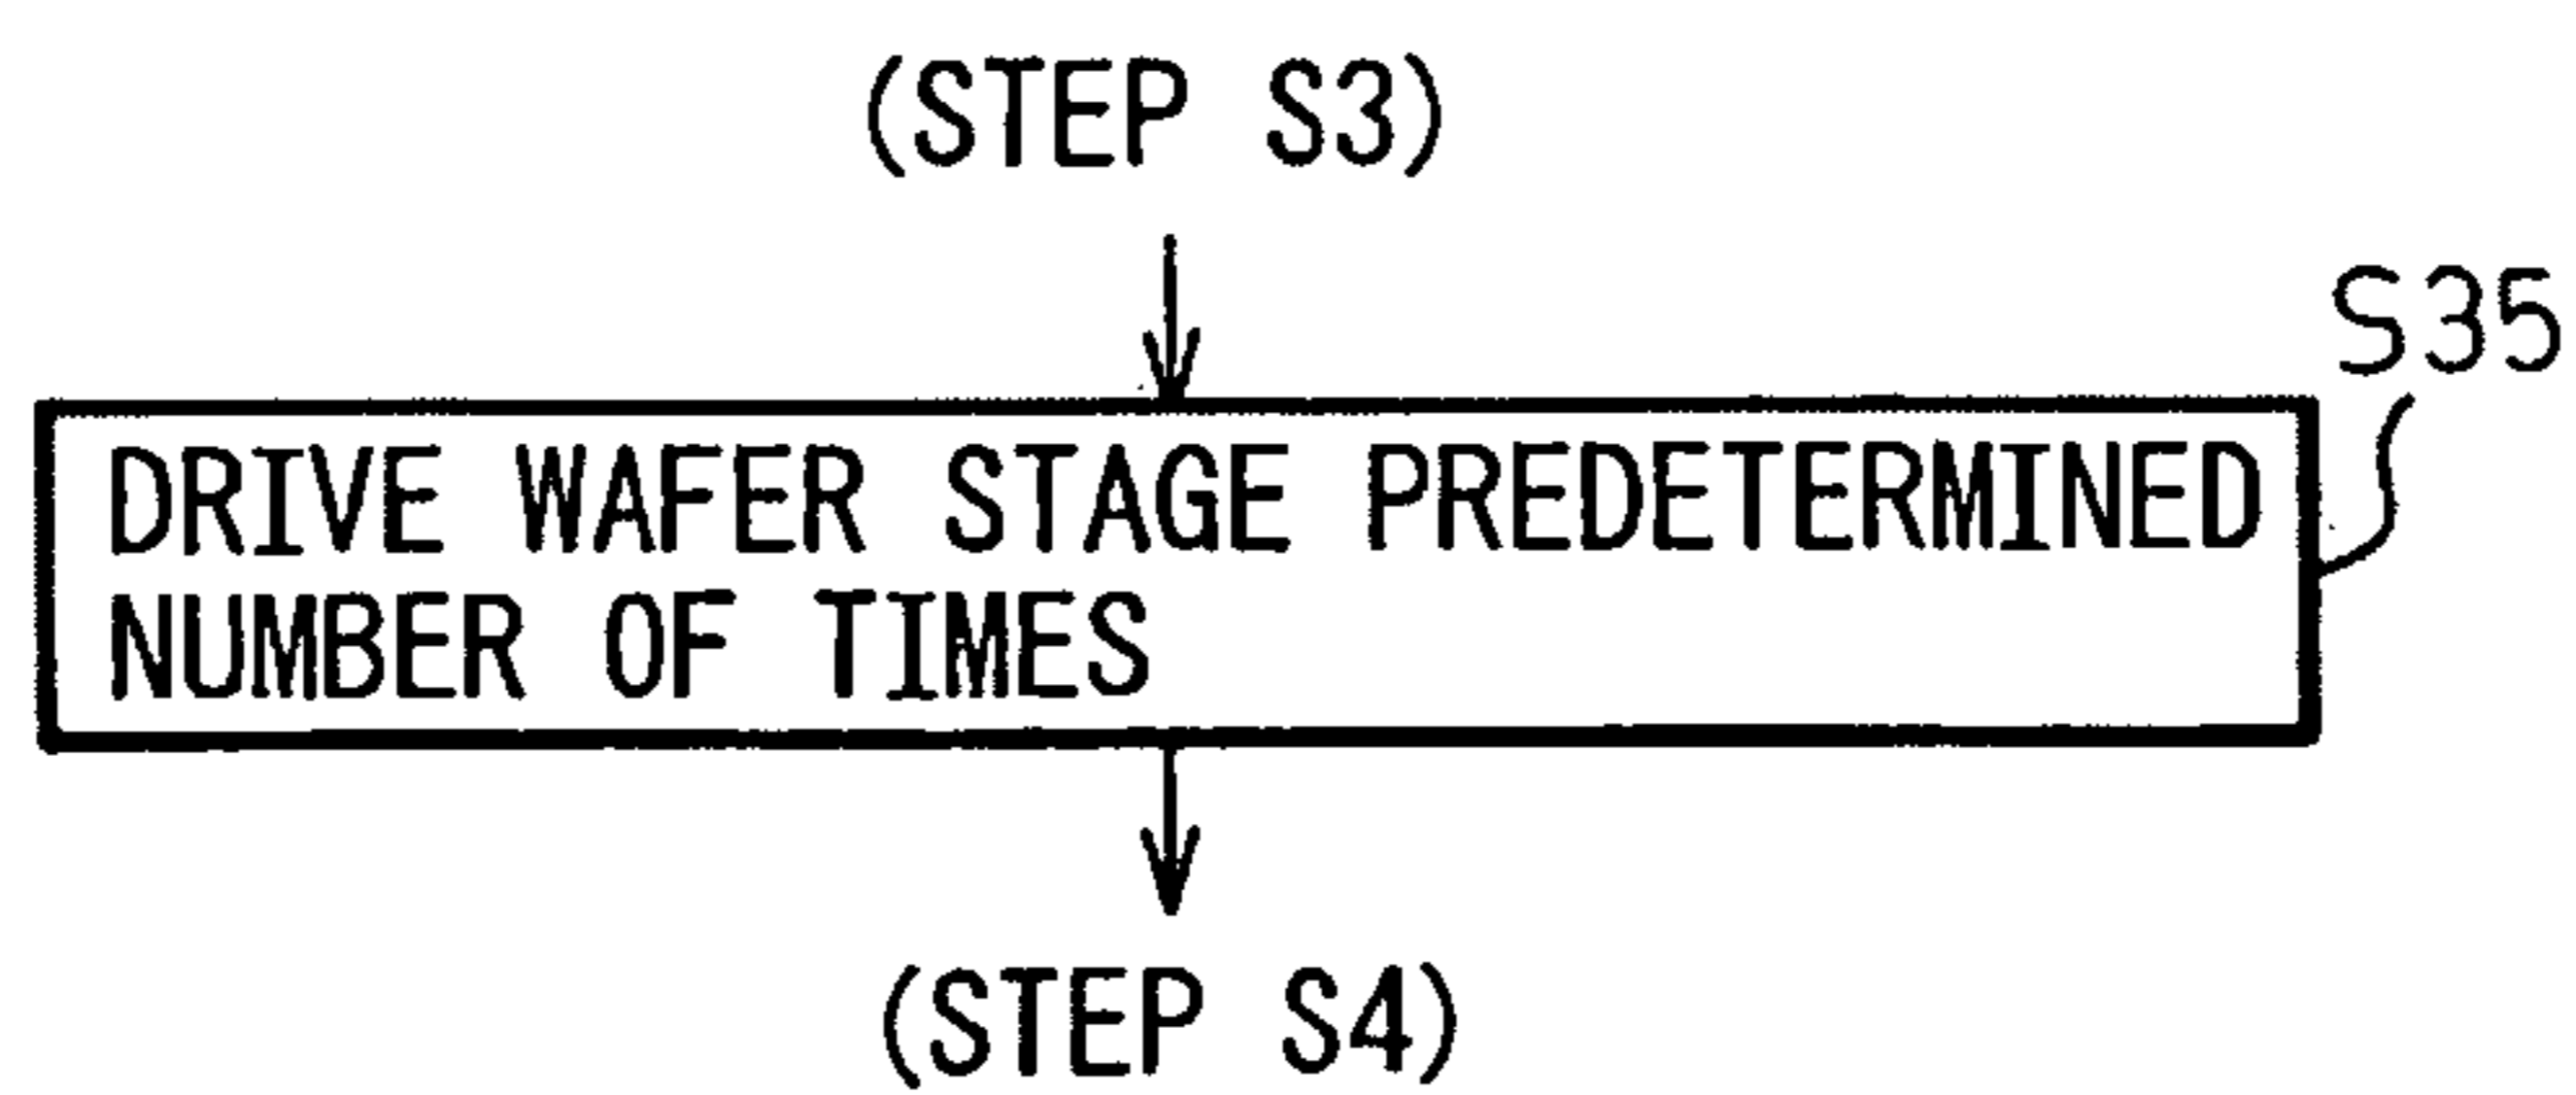 (STEP S3)
S35
DRIVE WAFER STAGE PREDETERMINED
NUMBER OF TIMES
(STEP S4)